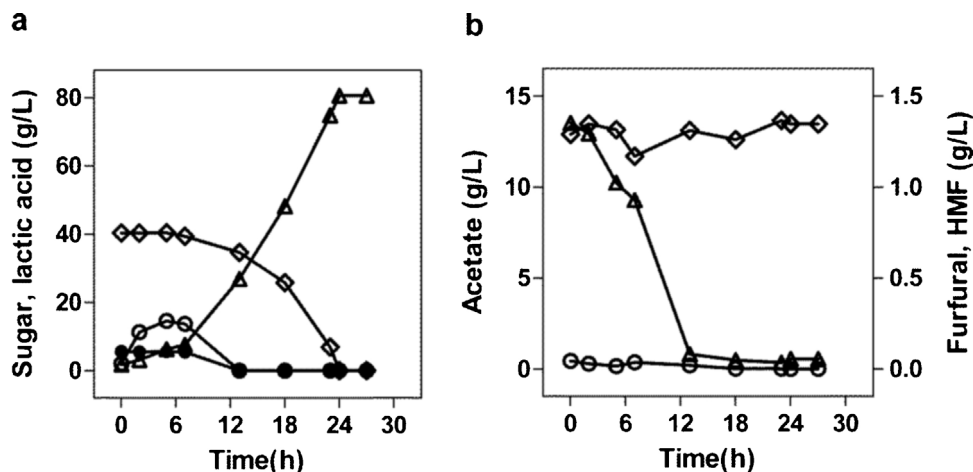 a
Sugar, lactic acid (g/L)
80
60
40
20
0
0 6 12 18 24 30
Time(h)
b
Acetate (g/L)
15
10
5
0
1.5
1.0
0.5
0.0
Furfural, HMF (g/L)
0 6 12 18 24 30
Time(h)